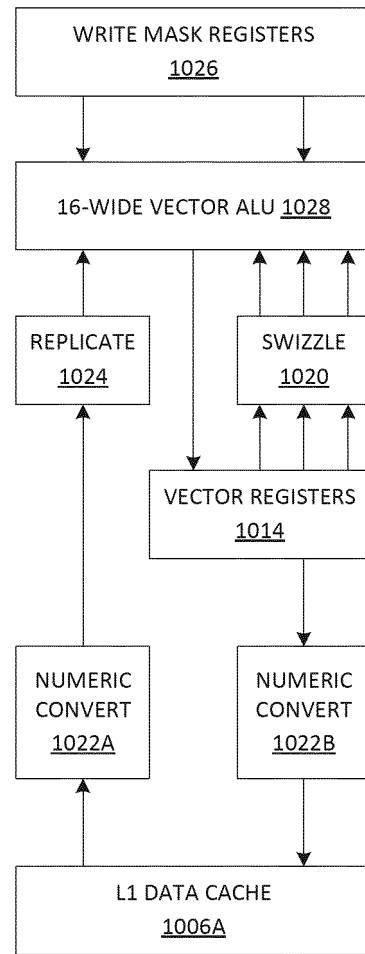 WRITE MASK REGISTERS
1026
16-WIDE VECTOR ALU 1028
REPLICATE
1024
SWIZZLE
1020
VECTOR REGISTERS
1014
NUMERIC
CONVERT
1022A
NUMERIC
CONVERT
1022B
L1 DATA CACHE
1006A